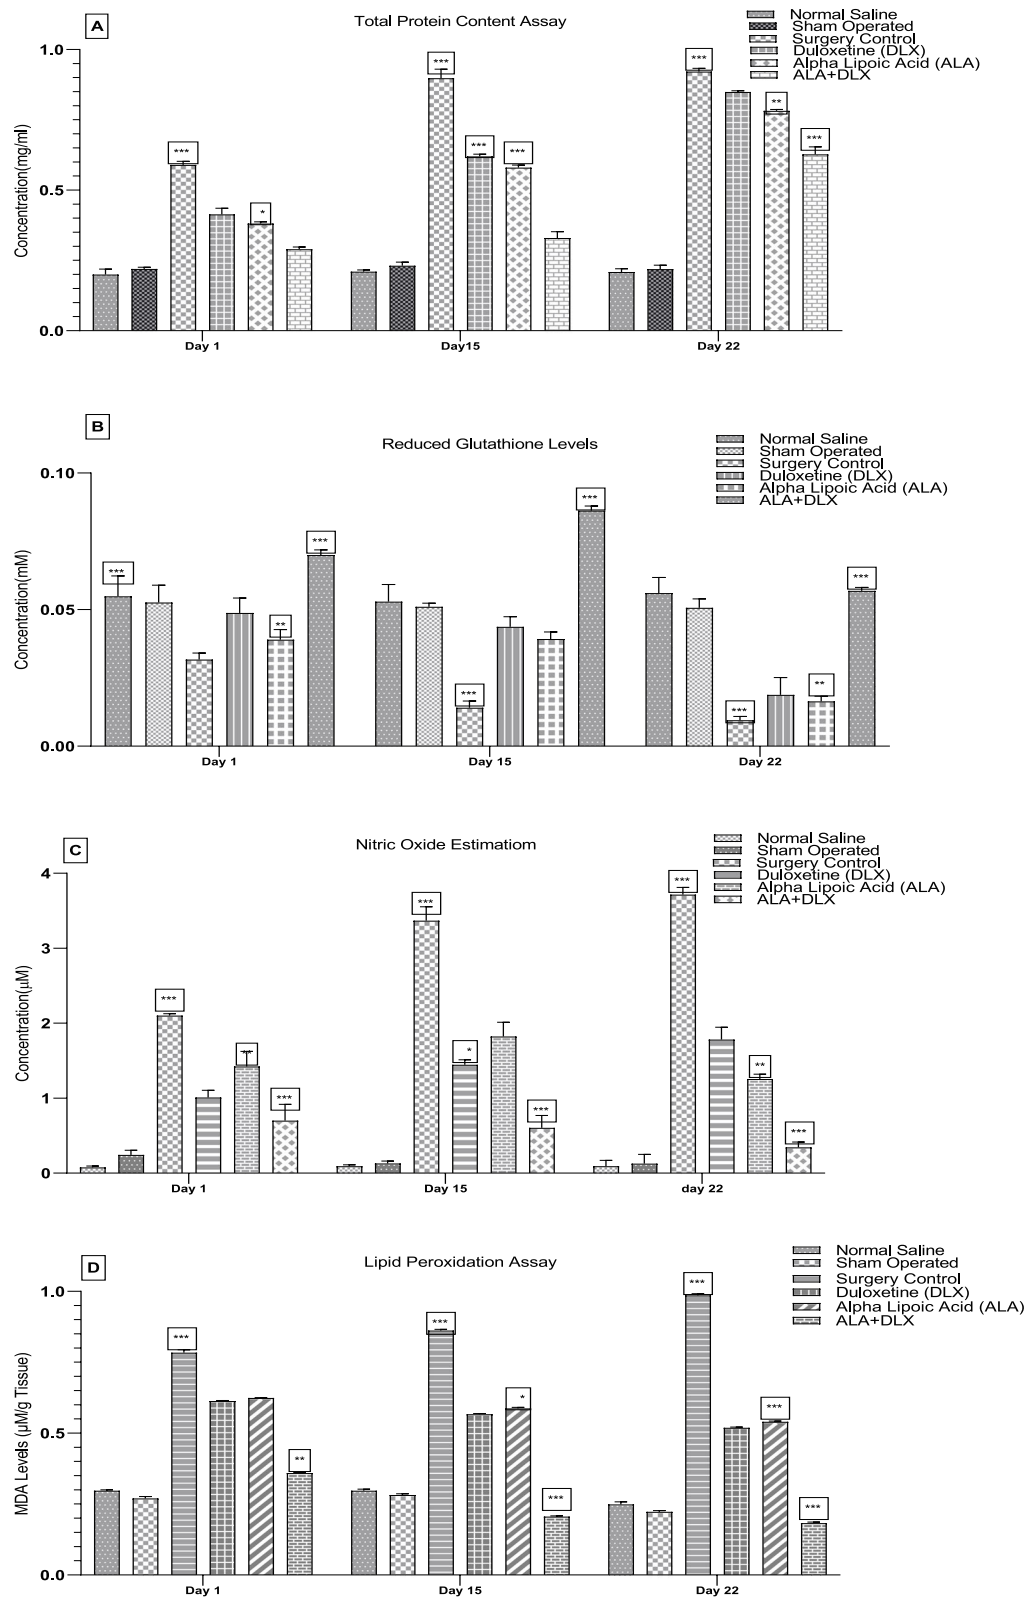 A
Total Protein Content Assay
Normal Saline
Sham Operated
Surgery Control
Duloxetine (DLX)
Alpha Lipoic Acid (ALA)
ALA+DLX
Concentration(mg/ml)
1.0
0.5
0.0
***
*
***
***
***
***
**
***
Day 1
Day15
Day 22
B
Reduced Glutathione Levels
Normal Saline
Sham Operated
Surgery Control
Duloxetine (DLX)
Alpha Lipoic Acid (ALA)
ALA+DLX
Concentration(mM)
0.10
0.05
0.00
***
**
***
***
***
***
**
***
Day 1
Day 15
Day 22
C
Nitric Oxide Estimatiom
Normal Saline
Sham Operated
Surgery Control
Duloxetine (DLX)
Alpha Lipoic Acid (ALA)
ALA+DLX
Concentration(μM)
4
3
2
1
0
***
**
***
***
*
***
***
**
***
Day 1
Day 15
day 22
D
Lipid Peroxidation Assay
Normal Saline
Sham Operated
Surgery Control
Duloxetine (DLX)
Alpha Lipoic Acid (ALA)
ALA+DLX
MDA Levels (μM/g Tissue)
1.0
0.5
0.0
***
**
***
*
***
***
***
***
Day 1
Day 15
Day 22